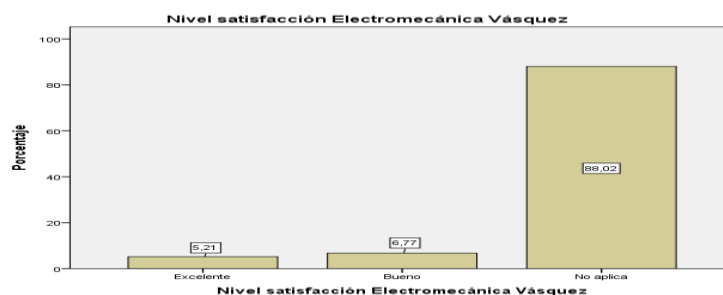 Nivel satisfacción Electromecánica Vásquez
100
80
60
40
20
0
Porcentaje
5,21
6,77
88,02
Excelente
Bueno
No aplica
Nivel satisfacción Electromecánica Vásquez